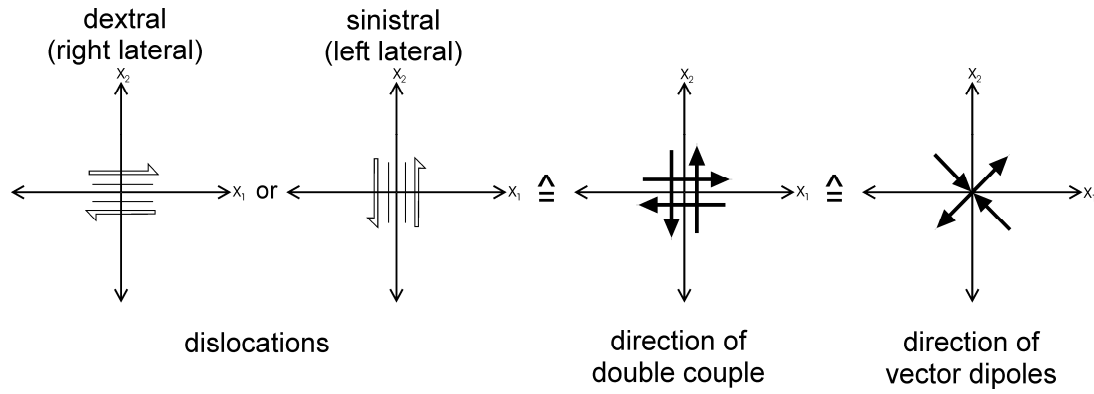 dextral
(right lateral)
sinistral
(left lateral)
X₂
X₂
X₂
X₂
X₁ or
X₁
≙
X₁
≙
X
dislocations
direction of
double couple
direction of
vector dipoles